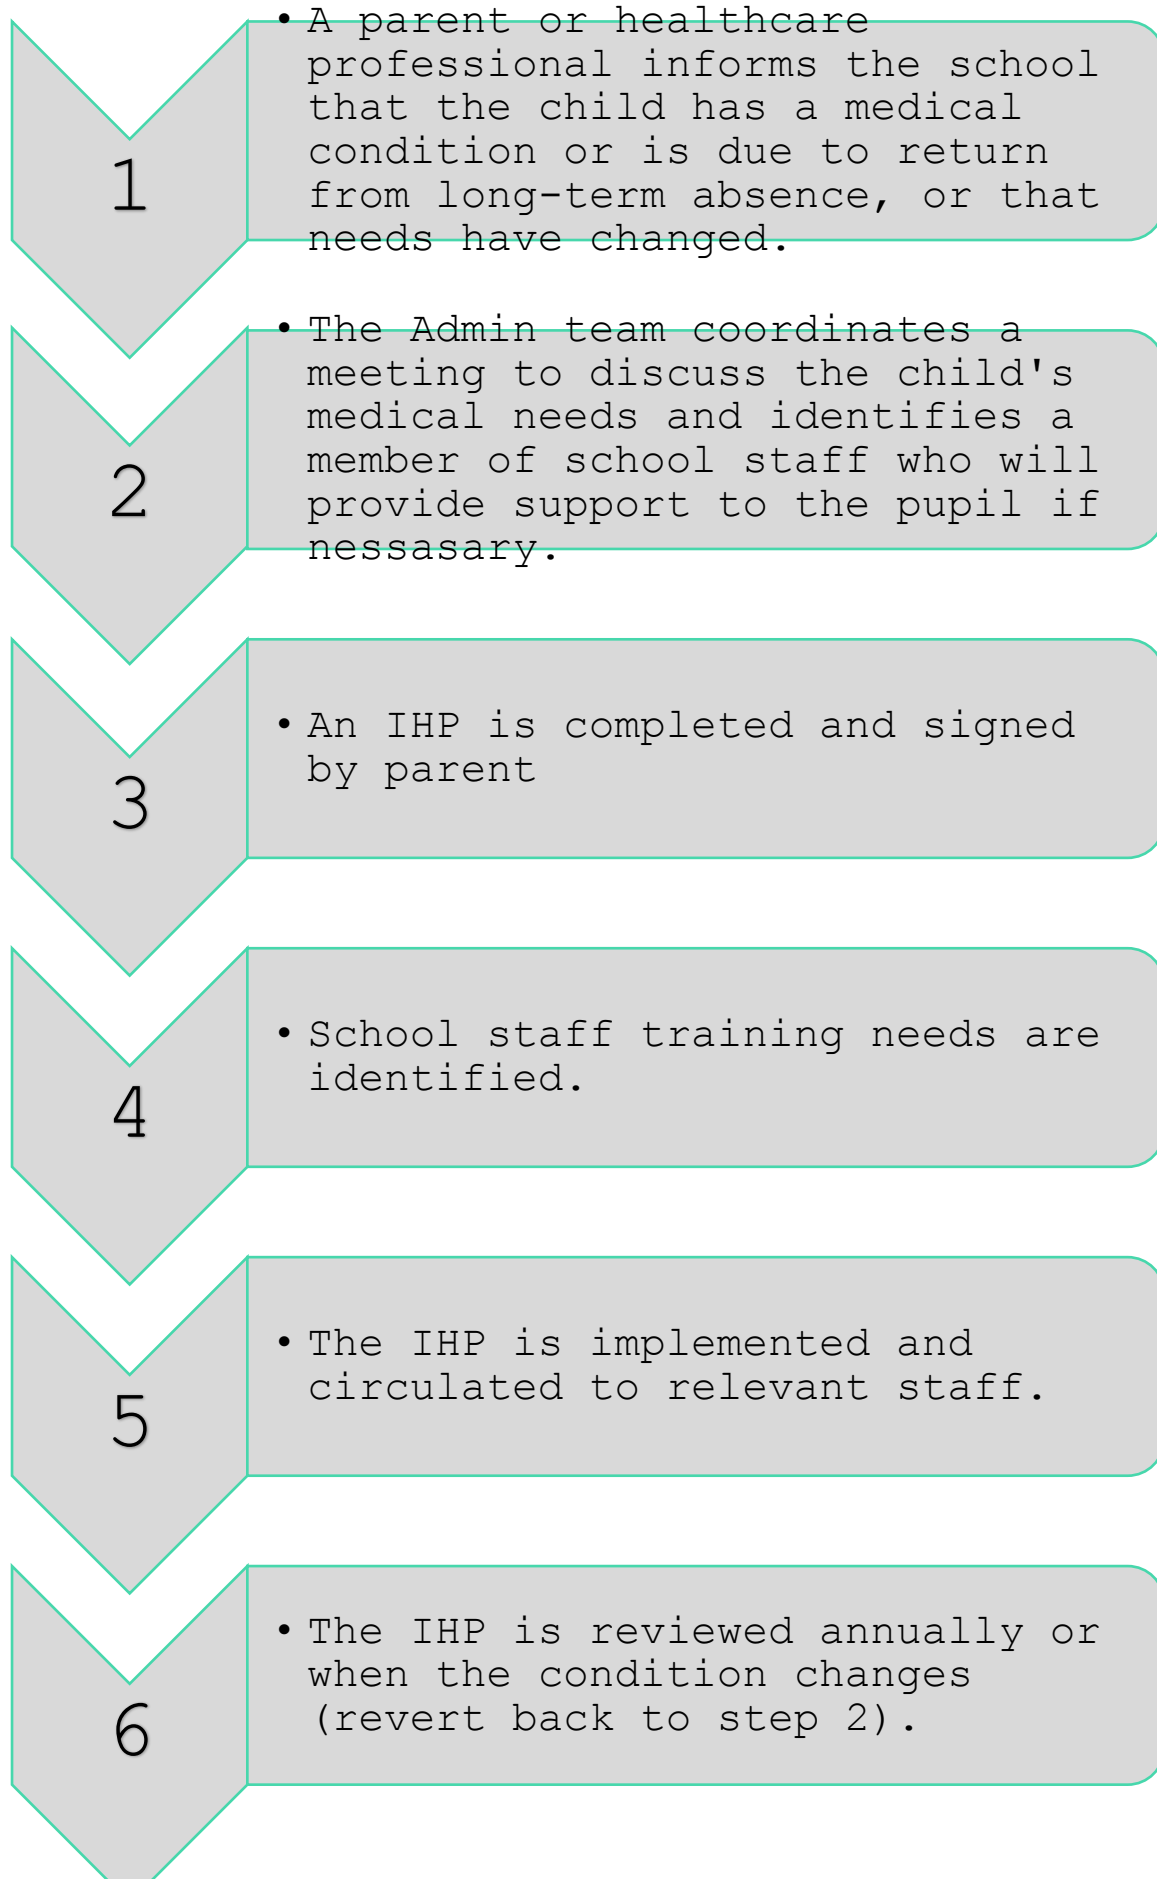 1
• A parent or healthcare
professional informs the school
that the child has a medical
condition or is due to return
from long-term absence, or that
needs have changed.
2
• The Admin team coordinates a
meeting to discuss the child's
medical needs and identifies a
member of school staff who will
provide support to the pupil if
nessasary.
3
• An IHP is completed and signed
by parent
4
• School staff training needs are
identified.
5
• The IHP is implemented and
circulated to relevant staff.
6
• The IHP is reviewed annually or
when the condition changes
(revert back to step 2).